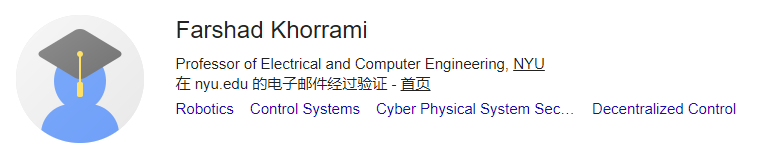 Farshad Khorrami
Professor of Electrical and Computer Engineering, NYU
在 nyu.edu 的电子邮件经过验证 - 首页
Robotics Control Systems Cyber Physical System Sec… Decentralized Control